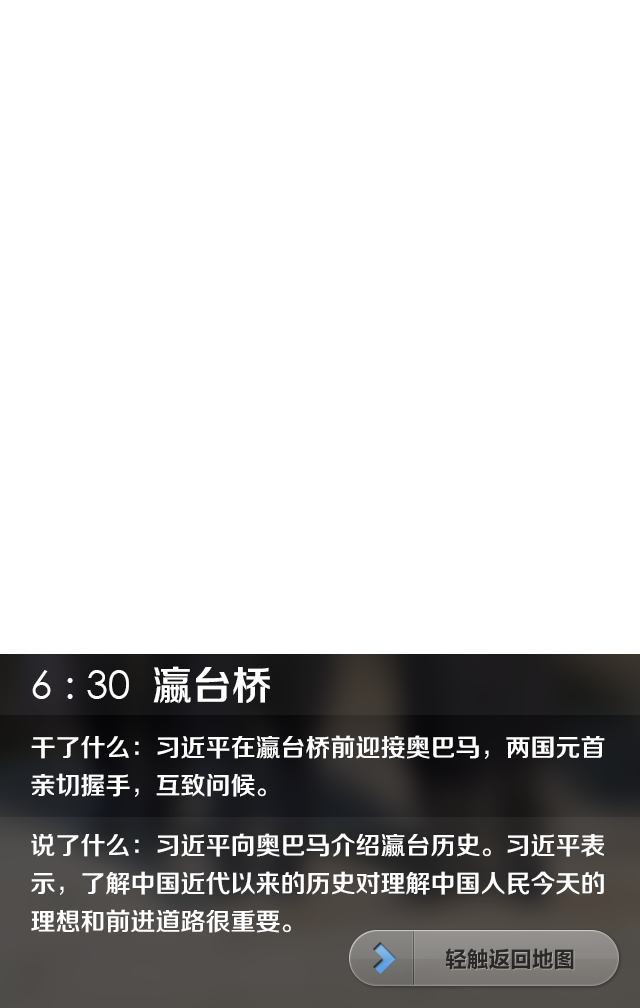 6：30 瀛台桥
干了什么：习近平在瀛台桥前迎接奥巴马，两国元首
亲切握手，互致问候。
说了什么：习近平向奥巴马介绍瀛台历史。习近平表
示，了解中国近代以来的历史对理解中国人民今天的
理想和前进道路很重要。
轻触返回地图